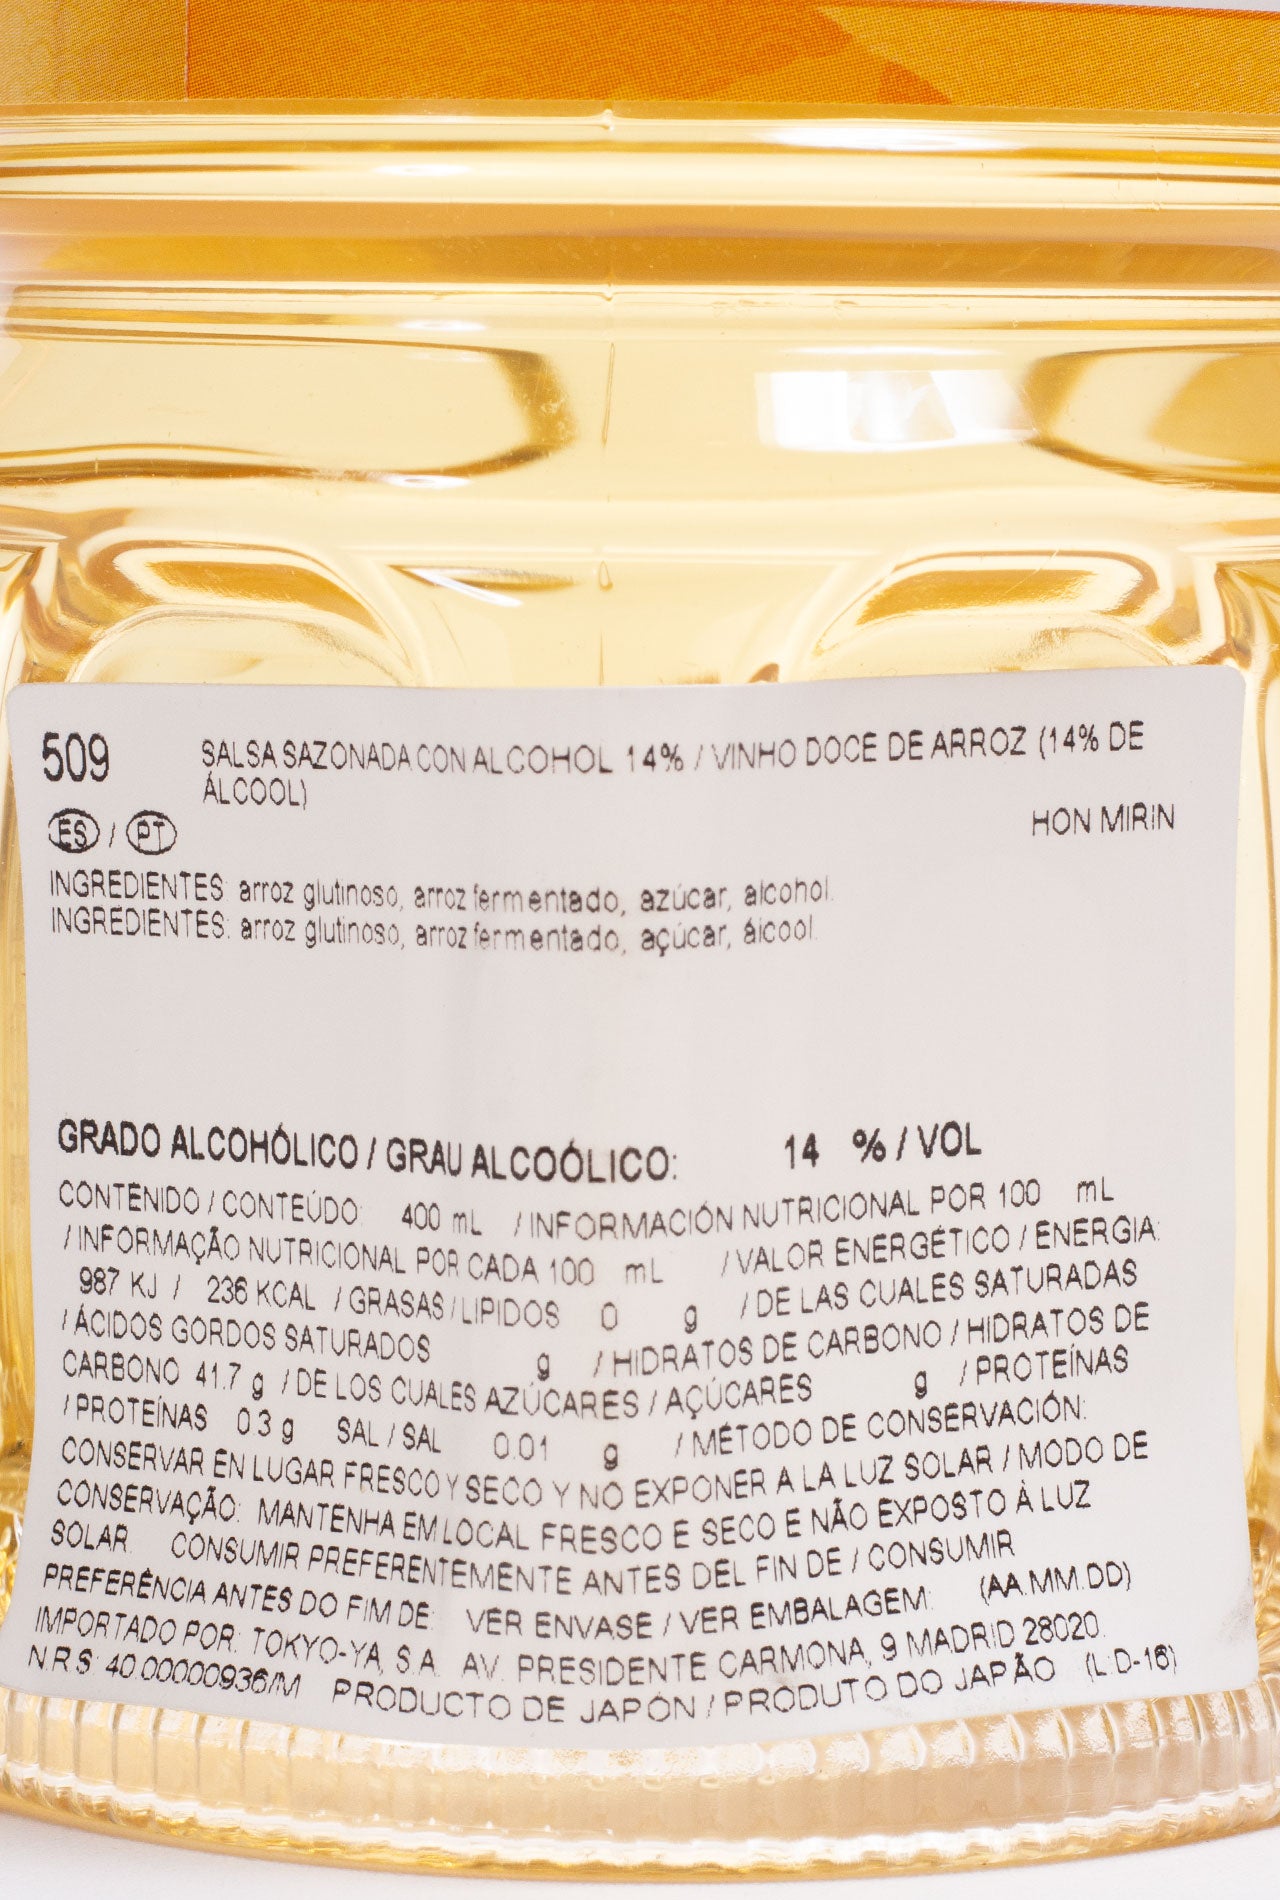 509 SALSA SAZONADA CON ALCOHOL 14% / VINHO DOCE DE ARROZ (14% DE
ÁLCOOL)
HON MIRIN
ES / PT
INGREDIENTES: arroz glutinoso, arroz fermentado, azúcar, alcohol.
INGREDIENTES: arroz glutinoso, arroz fermentado, açúcar, álcool.
GRADO ALCOHÓLICO / GRAU ALCOÓLICO: 14 % / VOL
CONTENIDO / CONTEÚDO: 400 mL / INFORMACIÓN NUTRICIONAL POR 100 mL
/ INFORMAÇÃO NUTRICIONAL POR CADA 100 mL / VALOR ENERGÉTICO / ENERGIA:
987 KJ / 236 KCAL / GRASAS / LIPIDOS 0 g / DE LAS CUALES SATURADAS
/ ÁCIDOS GORDOS SATURADOS g / HIDRATOS DE CARBONO / HIDRATOS DE
CARBONO 41.7 g / DE LOS CUALES AZÚCARES / AÇÚCARES g / PROTEÍNAS
/ PROTEÍNAS 0.3 g SAL / SAL 0.01 g / MÉTODO DE CONSERVACIÓN:
CONSERVAR EN LUGAR FRESCO Y SECO Y NO EXPONER A LA LUZ SOLAR / MODO DE
CONSERVAÇÃO: MANTENHA EM LOCAL FRESCO E SECO E NÃO EXPOSTO À LUZ
SOLAR. CONSUMIR PREFERENTEMENTE ANTES DEL FIN DE / CONSUMIR
PREFERÊNCIA ANTES DO FIM DE: VER ENVASE / VER EMBALAGEM: (AA.MM.DD)
IMPORTADO POR: TOKYO-YA, S.A. AV. PRESIDENTE CARMONA, 9 MADRID 28020.
N.R.S: 40.00000936/M PRODUCTO DE JAPÓN / PRODUTO DO JAPÃO (L:D-16)